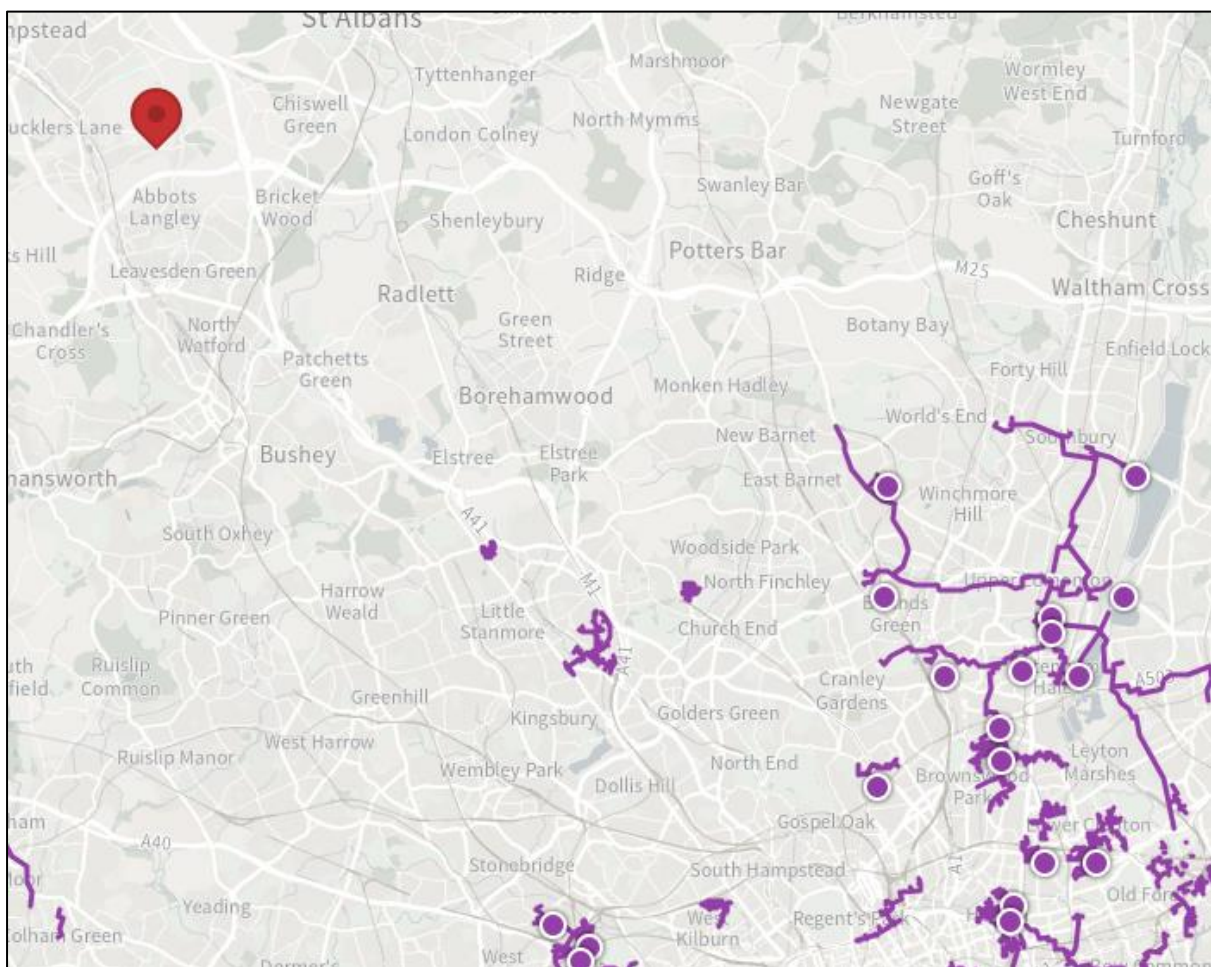 St Albans
Tyttenhanger
Marshmoor
Wormley
West End
Chiswell
Green
London Colney
North Mymms
Newgate
Street
Turnford
Abbots
Langley
Bricket
Wood
Shenleybury
Swanley Bar
Goff's
Oak
Cheshunt
Potters Bar
Leavesden Green
Ridge
M25
Radlett
Waltham Cross
Chandler's
Cross
North
Watford
Green
Street
Botany Bay
Patchetts
Green
Enfield Lock
Forty Hill
Borehamwood
Monken Hadley
World's End
New Barnet
Bushey
Elstree
Elstree
Park
East Barnet
Winchmore
Hill
A41
South Oxhey
Woodside Park
North Finchley
M1
Harrow
Weald
Pinner Green
Little
Stanmore
Church End
Green
A41
Ruislip
Common
Greenhill
Cranley
Gardens
Kingsbury
Golders Green
West Harrow
Ruislip Manor
Wembley Park
North End
Leyton
Marshes
Dollis Hill
Park
Gospel Oak
A40
Stonebridge
South Hampstead
A1
Yeading
West
Kilburn
Old Ford
Colham Green
West